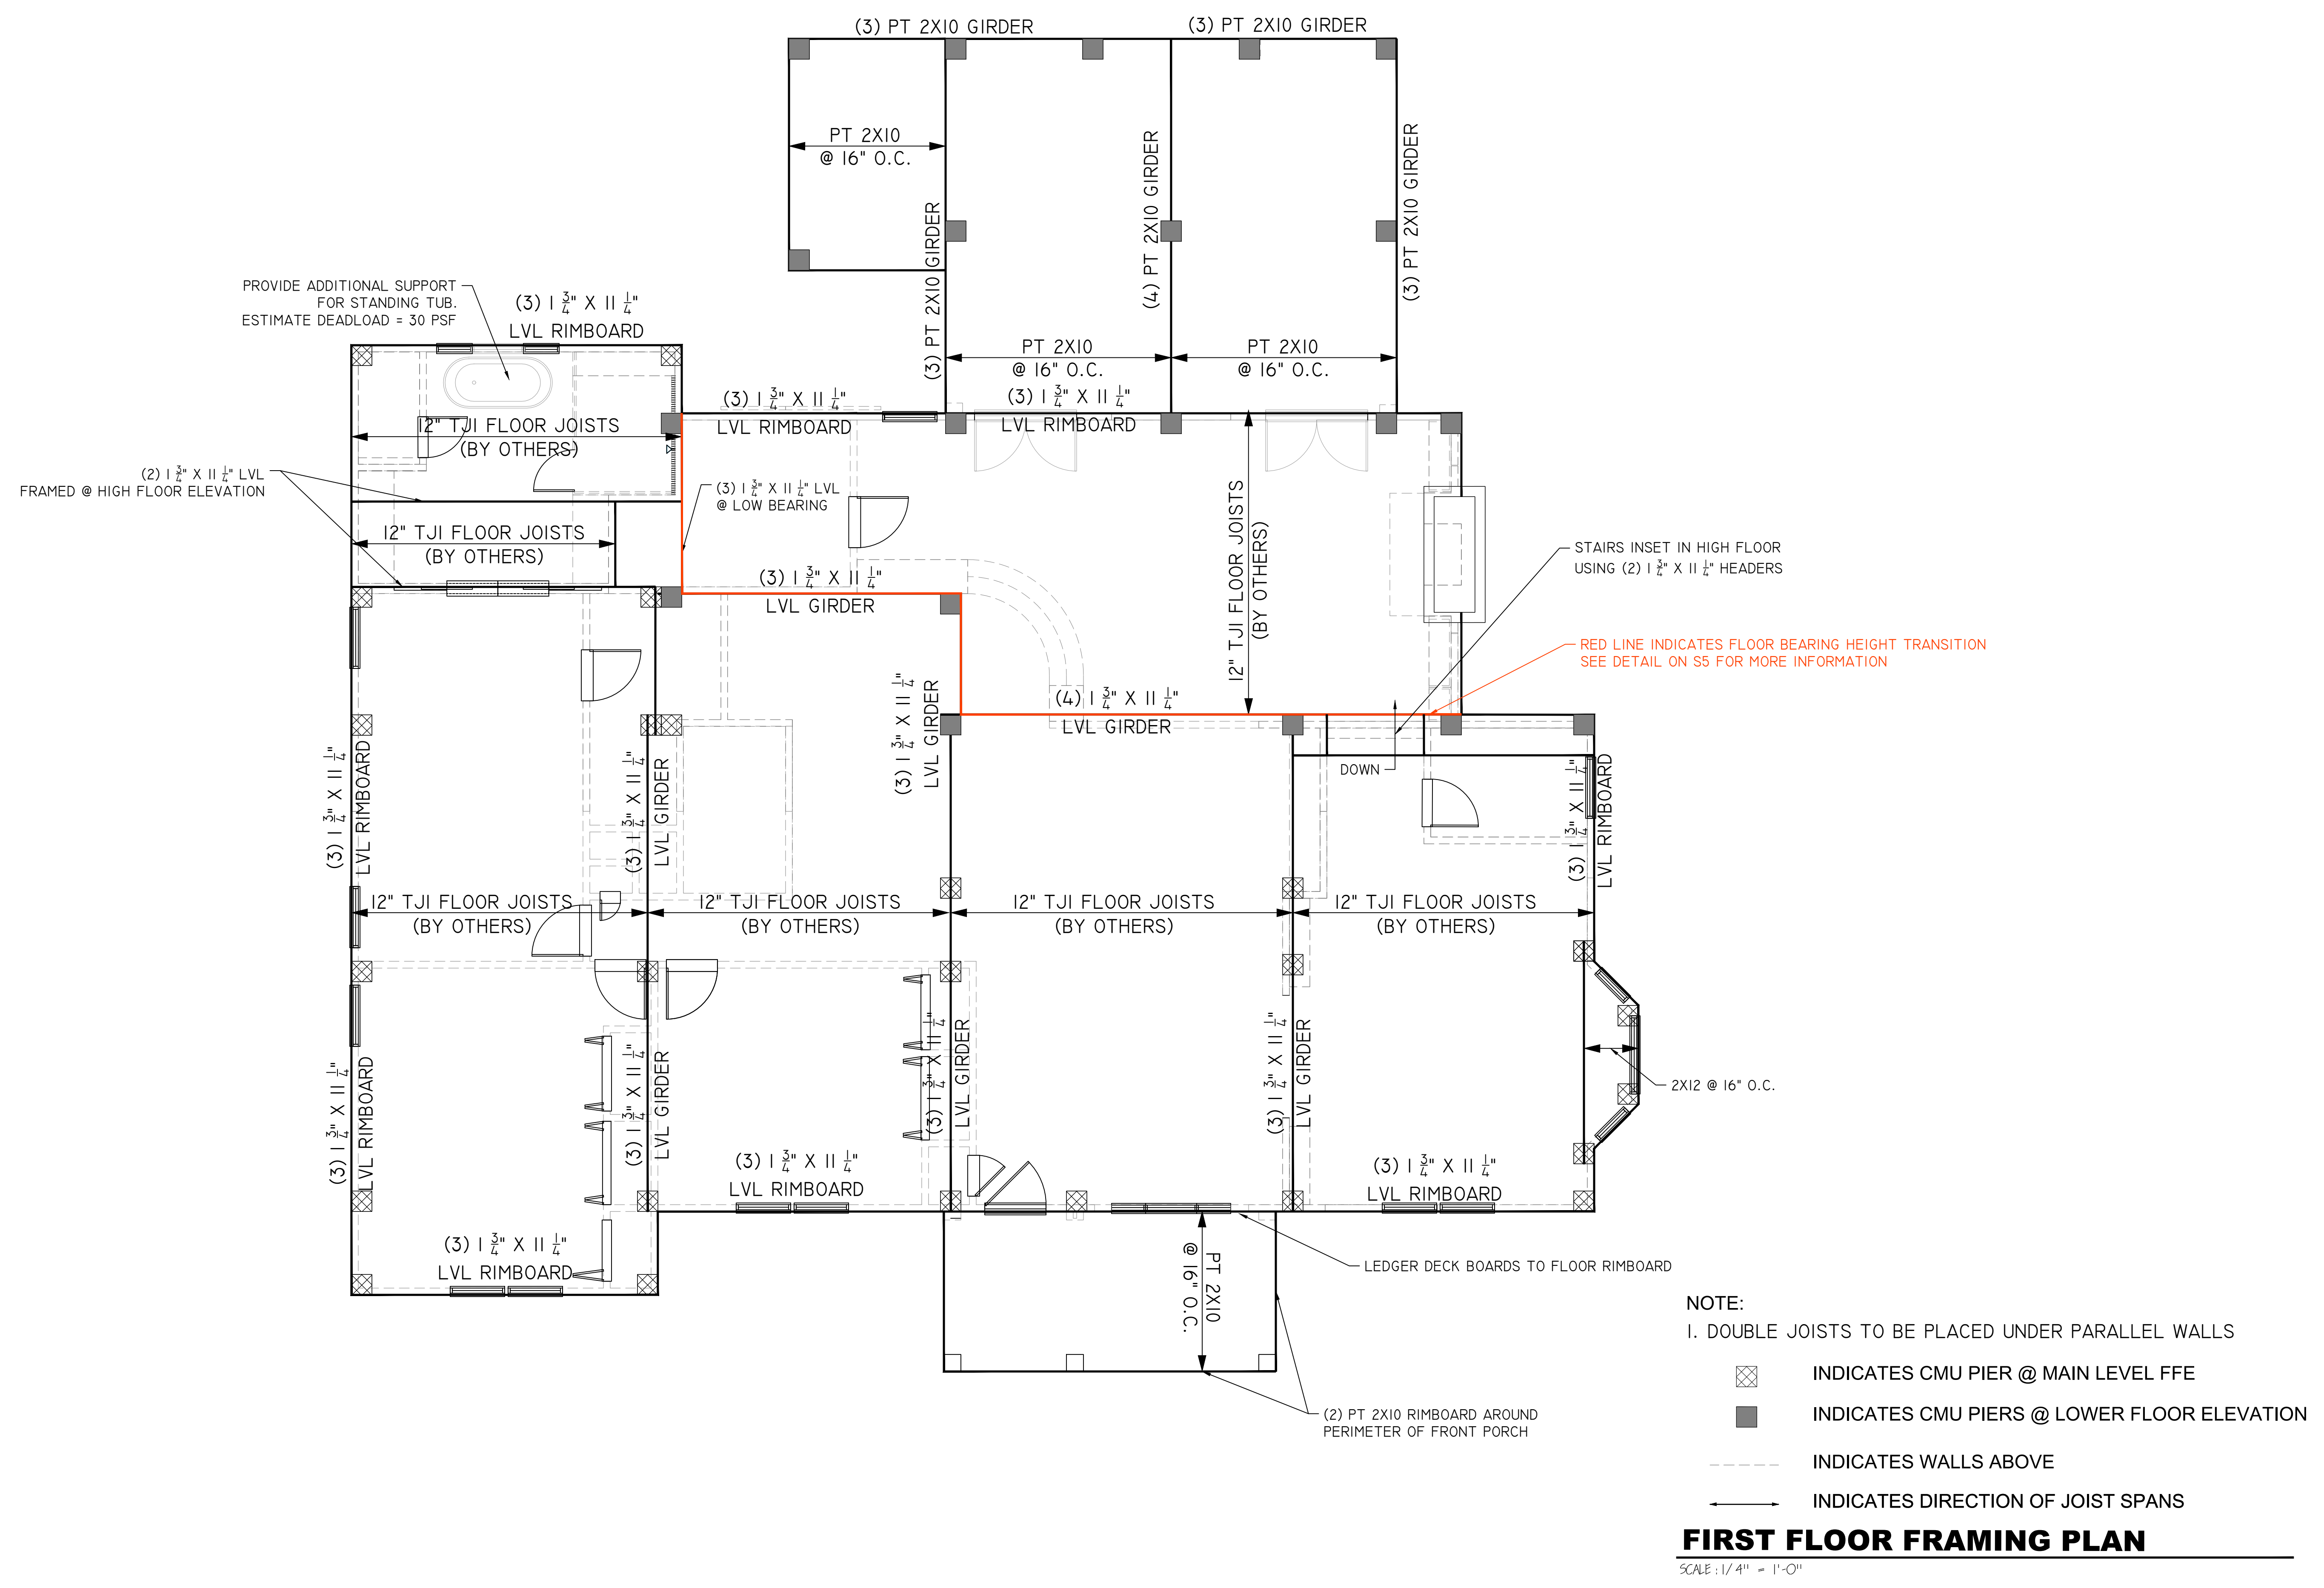 (3) PT 2X10 GIRDER
(3) PT 2X10 GIRDER
PT 2X10
@ 16" O.C.
(3) PT 2X10 GIRDER
(3) PT 2X10 GIRDER
(4) PT 2X10 GIRDER
(3) PT 2X10 GIRDER
PROVIDE ADDITIONAL SUPPORT
FOR STANDING TUB.
ESTIMATE DEADLOAD = 30 PSF
(3) 1 3/4" X 11 1/4"
LVL RIMBOARD
PT 2X10
@ 16" O.C.
PT 2X10
@ 16" O.C.
(3) 1 3/4" X 11 1/4"
LVL RIMBOARD
(3) 1 3/4" X 11 1/4"
LVL RIMBOARD
12" TJI FLOOR JOISTS
(BY OTHERS)
(2) 1 3/4" X 11 1/4" LVL
FRAMED @ HIGH FLOOR ELEVATION
(3) 1 3/4" X 11 1/4" LVL
@ LOW BEARING
12" TJI FLOOR JOISTS
(BY OTHERS)
12" TJI FLOOR JOISTS
(BY OTHERS)
STAIRS INSET IN HIGH FLOOR
USING (2) 1 3/4" X 11 1/4" HEADERS
(3) 1 3/4" X 11 1/4"
LVL GIRDER
RED LINE INDICATES FLOOR BEARING HEIGHT TRANSITION
SEE DETAIL ON S5 FOR MORE INFORMATION
(4) 1 3/4" X 11 1/4"
LVL GIRDER
(3) 1 3/4" X 11 1/4"
LVL GIRDER
DOWN
(3) 1 3/4" X 11 1/4"
LVL RIMBOARD
(3) 1 3/4" X 11 1/4"
LVL GIRDER
(3) 1 3/4" X 11 1/4"
LVL RIMBOARD
12" TJI FLOOR JOISTS
(BY OTHERS)
12" TJI FLOOR JOISTS
(BY OTHERS)
12" TJI FLOOR JOISTS
(BY OTHERS)
12" TJI FLOOR JOISTS
(BY OTHERS)
(3) 1 3/4" X 11 1/4"
LVL RIMBOARD
(3) 1 3/4" X 11 1/4"
LVL GIRDER
(3) 1 3/4" X 11 1/4"
LVL GIRDER
(3) 1 3/4" X 11 1/4"
LVL GIRDER
2X12 @ 16" O.C.
(3) 1 3/4" X 11 1/4"
LVL RIMBOARD
(3) 1 3/4" X 11 1/4"
LVL RIMBOARD
(3) 1 3/4" X 11 1/4"
LVL RIMBOARD
PT 2X10
@ 16" O.C.
LEDGER DECK BOARDS TO FLOOR RIMBOARD
(2) PT 2X10 RIMBOARD AROUND
PERIMETER OF FRONT PORCH
NOTE:
1. DOUBLE JOISTS TO BE PLACED UNDER PARALLEL WALLS
INDICATES CMU PIER @ MAIN LEVEL FFE
INDICATES CMU PIERS @ LOWER FLOOR ELEVATION
INDICATES WALLS ABOVE
INDICATES DIRECTION OF JOIST SPANS
FIRST FLOOR FRAMING PLAN
SCALE : 1/4" = 1'-0"